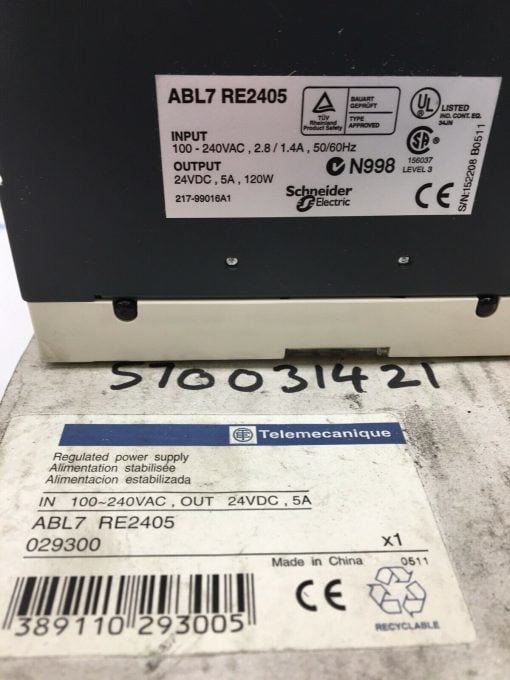 ABL7 RE2405
INPUT
100 - 240VAC , 2.8 / 1.4A , 50/60Hz
OUTPUT
24VDC , 5A , 120W
217-99016A1
TÜV
Rheinland
Product Safety
BAUART
GEPRÜFT
TYPE
APPROVED
UL
LISTED
IND. CONT. EQ.
34JN
N998
SA
156037
LEVEL 3
Schneider
Electric
CE
S/N:152208 B0511
S700031421
Telemecanique
Regulated power supply
Alimentation stabilisée
Alimentacion estabilizada
IN 100~240VAC , OUT 24VDC , 5A
ABL7 RE2405
029300
x1
Made in China
0511
CE
RECYCLABLE
389110 293005